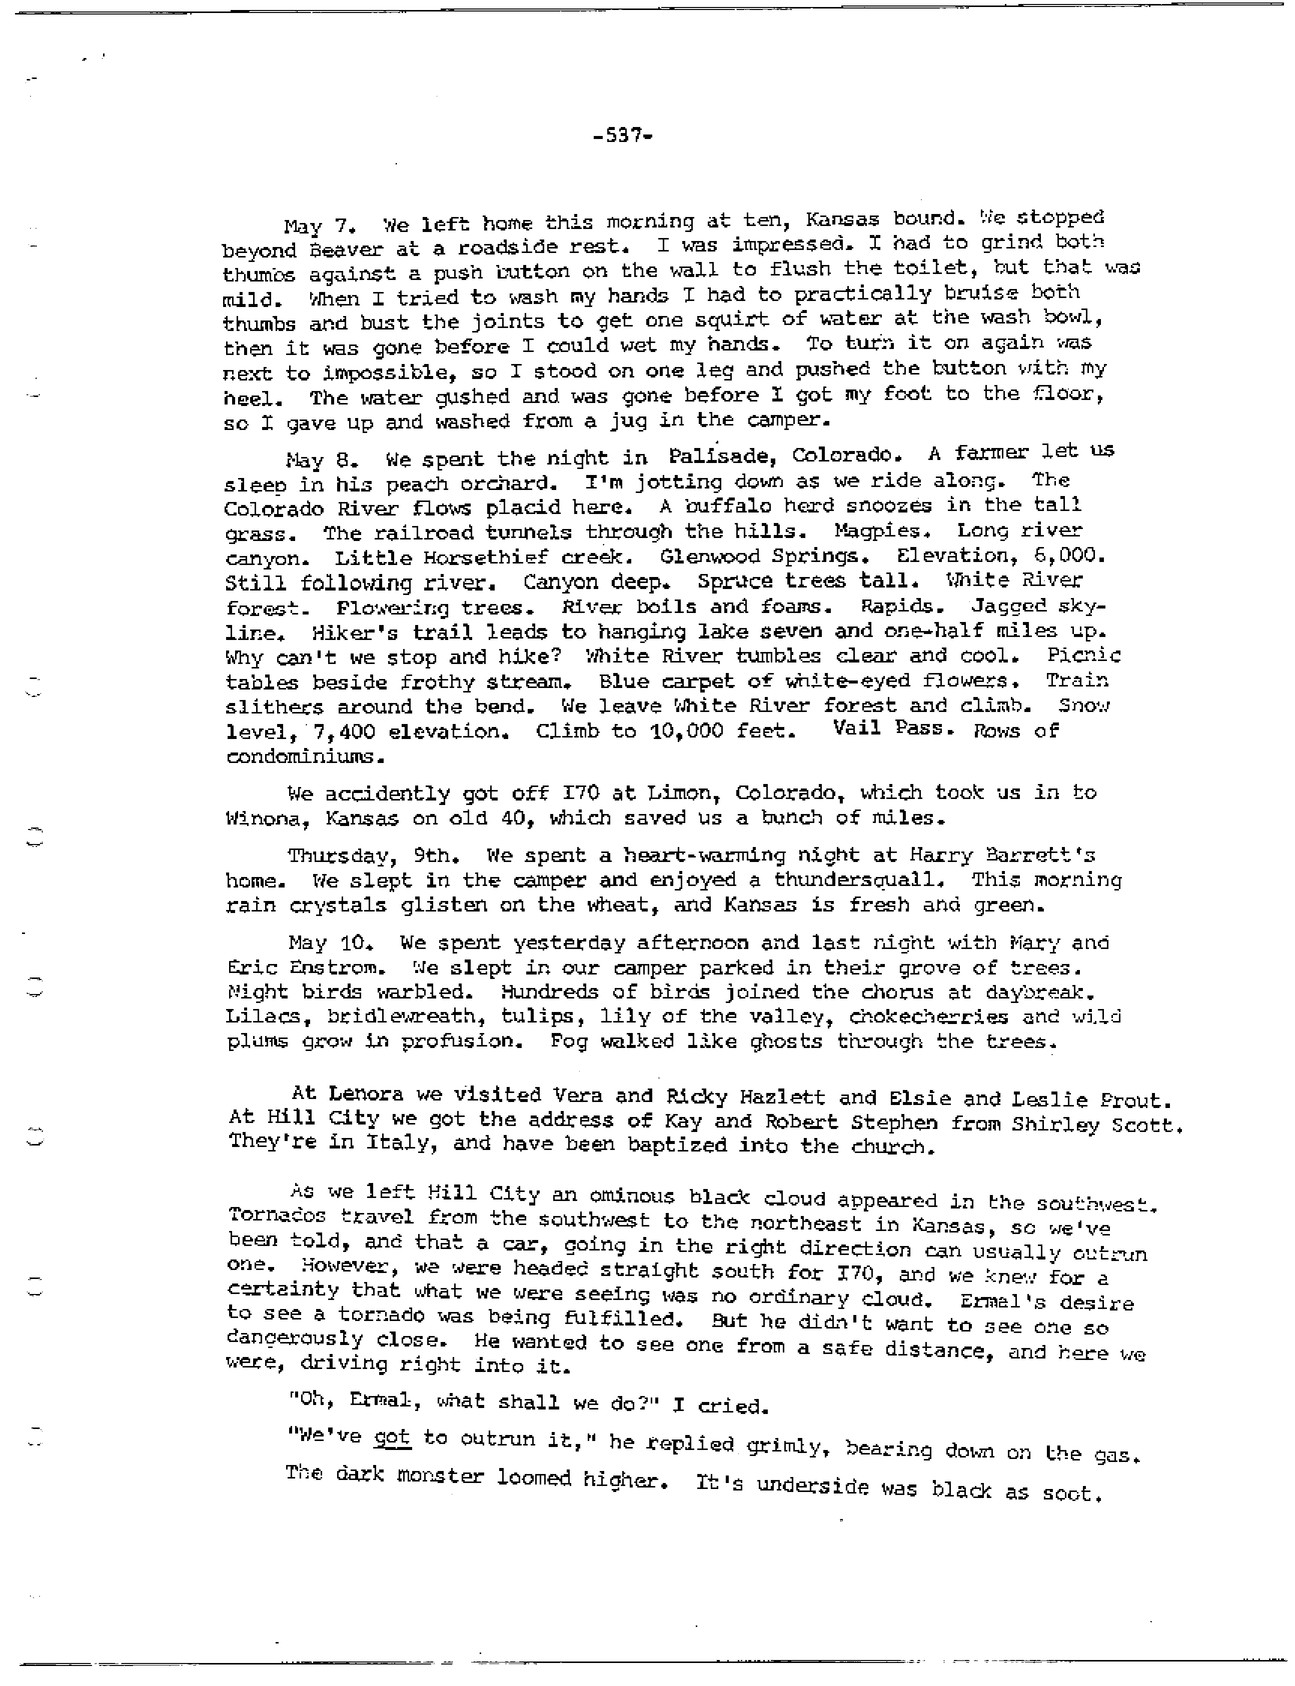 -537-
May 7. We left home this morning at ten, Kansas bound. We stopped
beyond Beaver at a roadside rest. I was impressed. I had to grind both
thumbs against a push button on the wall to flush the toilet, but that was
mild. When I tried to wash my hands I had to practically bruise both
thumbs and bust the joints to get one squirt of water at the wash bowl,
then it was gone before I could wet my hands. To turn it on again was
next to impossible, so I stood on one leg and pushed the button with my
heel. The water gushed and was gone before I got my foot to the floor,
so I gave up and washed from a jug in the camper.
May 8. We spent the night in Palisade, Colorado. A farmer let us
sleep in his peach orchard. I'm jotting down as we ride along. The
Colorado River flows placid here. A buffalo herd snoozes in the tall
grass. The railroad tunnels through the hills. Magpies. Long river
canyon. Little Horsethief creek. Glenwood Springs. Elevation, 6,000.
Still following river. Canyon deep. Spruce trees tall. White River
forest. Flowering trees. River boils and foams. Rapids. Jagged sky-
line. Hiker's trail leads to hanging lake seven and one-half miles up.
Why can't we stop and hike? White River tumbles clear and cool. Picnic
tables beside frothy stream. Blue carpet of white-eyed flowers. Train
slithers around the bend. We leave White River forest and climb. Snow
level, 7,400 elevation. Climb to 10,000 feet. Vail Pass. Rows of
condominiums.
We accidently got off I70 at Limon, Colorado, which took us in to
Winona, Kansas on old 40, which saved us a bunch of miles.
Thursday, 9th. We spent a heart-warming night at Harry Barrett's
home. We slept in the camper and enjoyed a thundersquall. This morning
rain crystals glisten on the wheat, and Kansas is fresh and green.
May 10. We spent yesterday afternoon and last night with Mary and
Eric Enstrom. We slept in our camper parked in their grove of trees.
Night birds warbled. Hundreds of birds joined the chorus at daybreak.
Lilacs, bridlewreath, tulips, lily of the valley, chokecherries and wild
plums grow in profusion. Fog walked like ghosts through the trees.
At Lenora we visited Vera and Ricky Hazlett and Elsie and Leslie Prout.
At Hill City we got the address of Kay and Robert Stephen from Shirley Scott.
They're in Italy, and have been baptized into the church.
As we left Hill City an ominous black cloud appeared in the southwest.
Tornados travel from the southwest to the northeast in Kansas, so we've
been told, and that a car, going in the right direction can usually outrun
one. However, we were headed straight south for I70, and we knew for a
certainty that what we were seeing was no ordinary cloud. Ermal's desire
to see a tornado was being fulfilled. But he didn't want to see one so
dangerously close. He wanted to see one from a safe distance, and here we
were, driving right into it.
"Oh, Ermal, what shall we do?" I cried.
"We've got to outrun it," he replied grimly, bearing down on the gas.
The dark monster loomed higher. It's underside was black as soot.